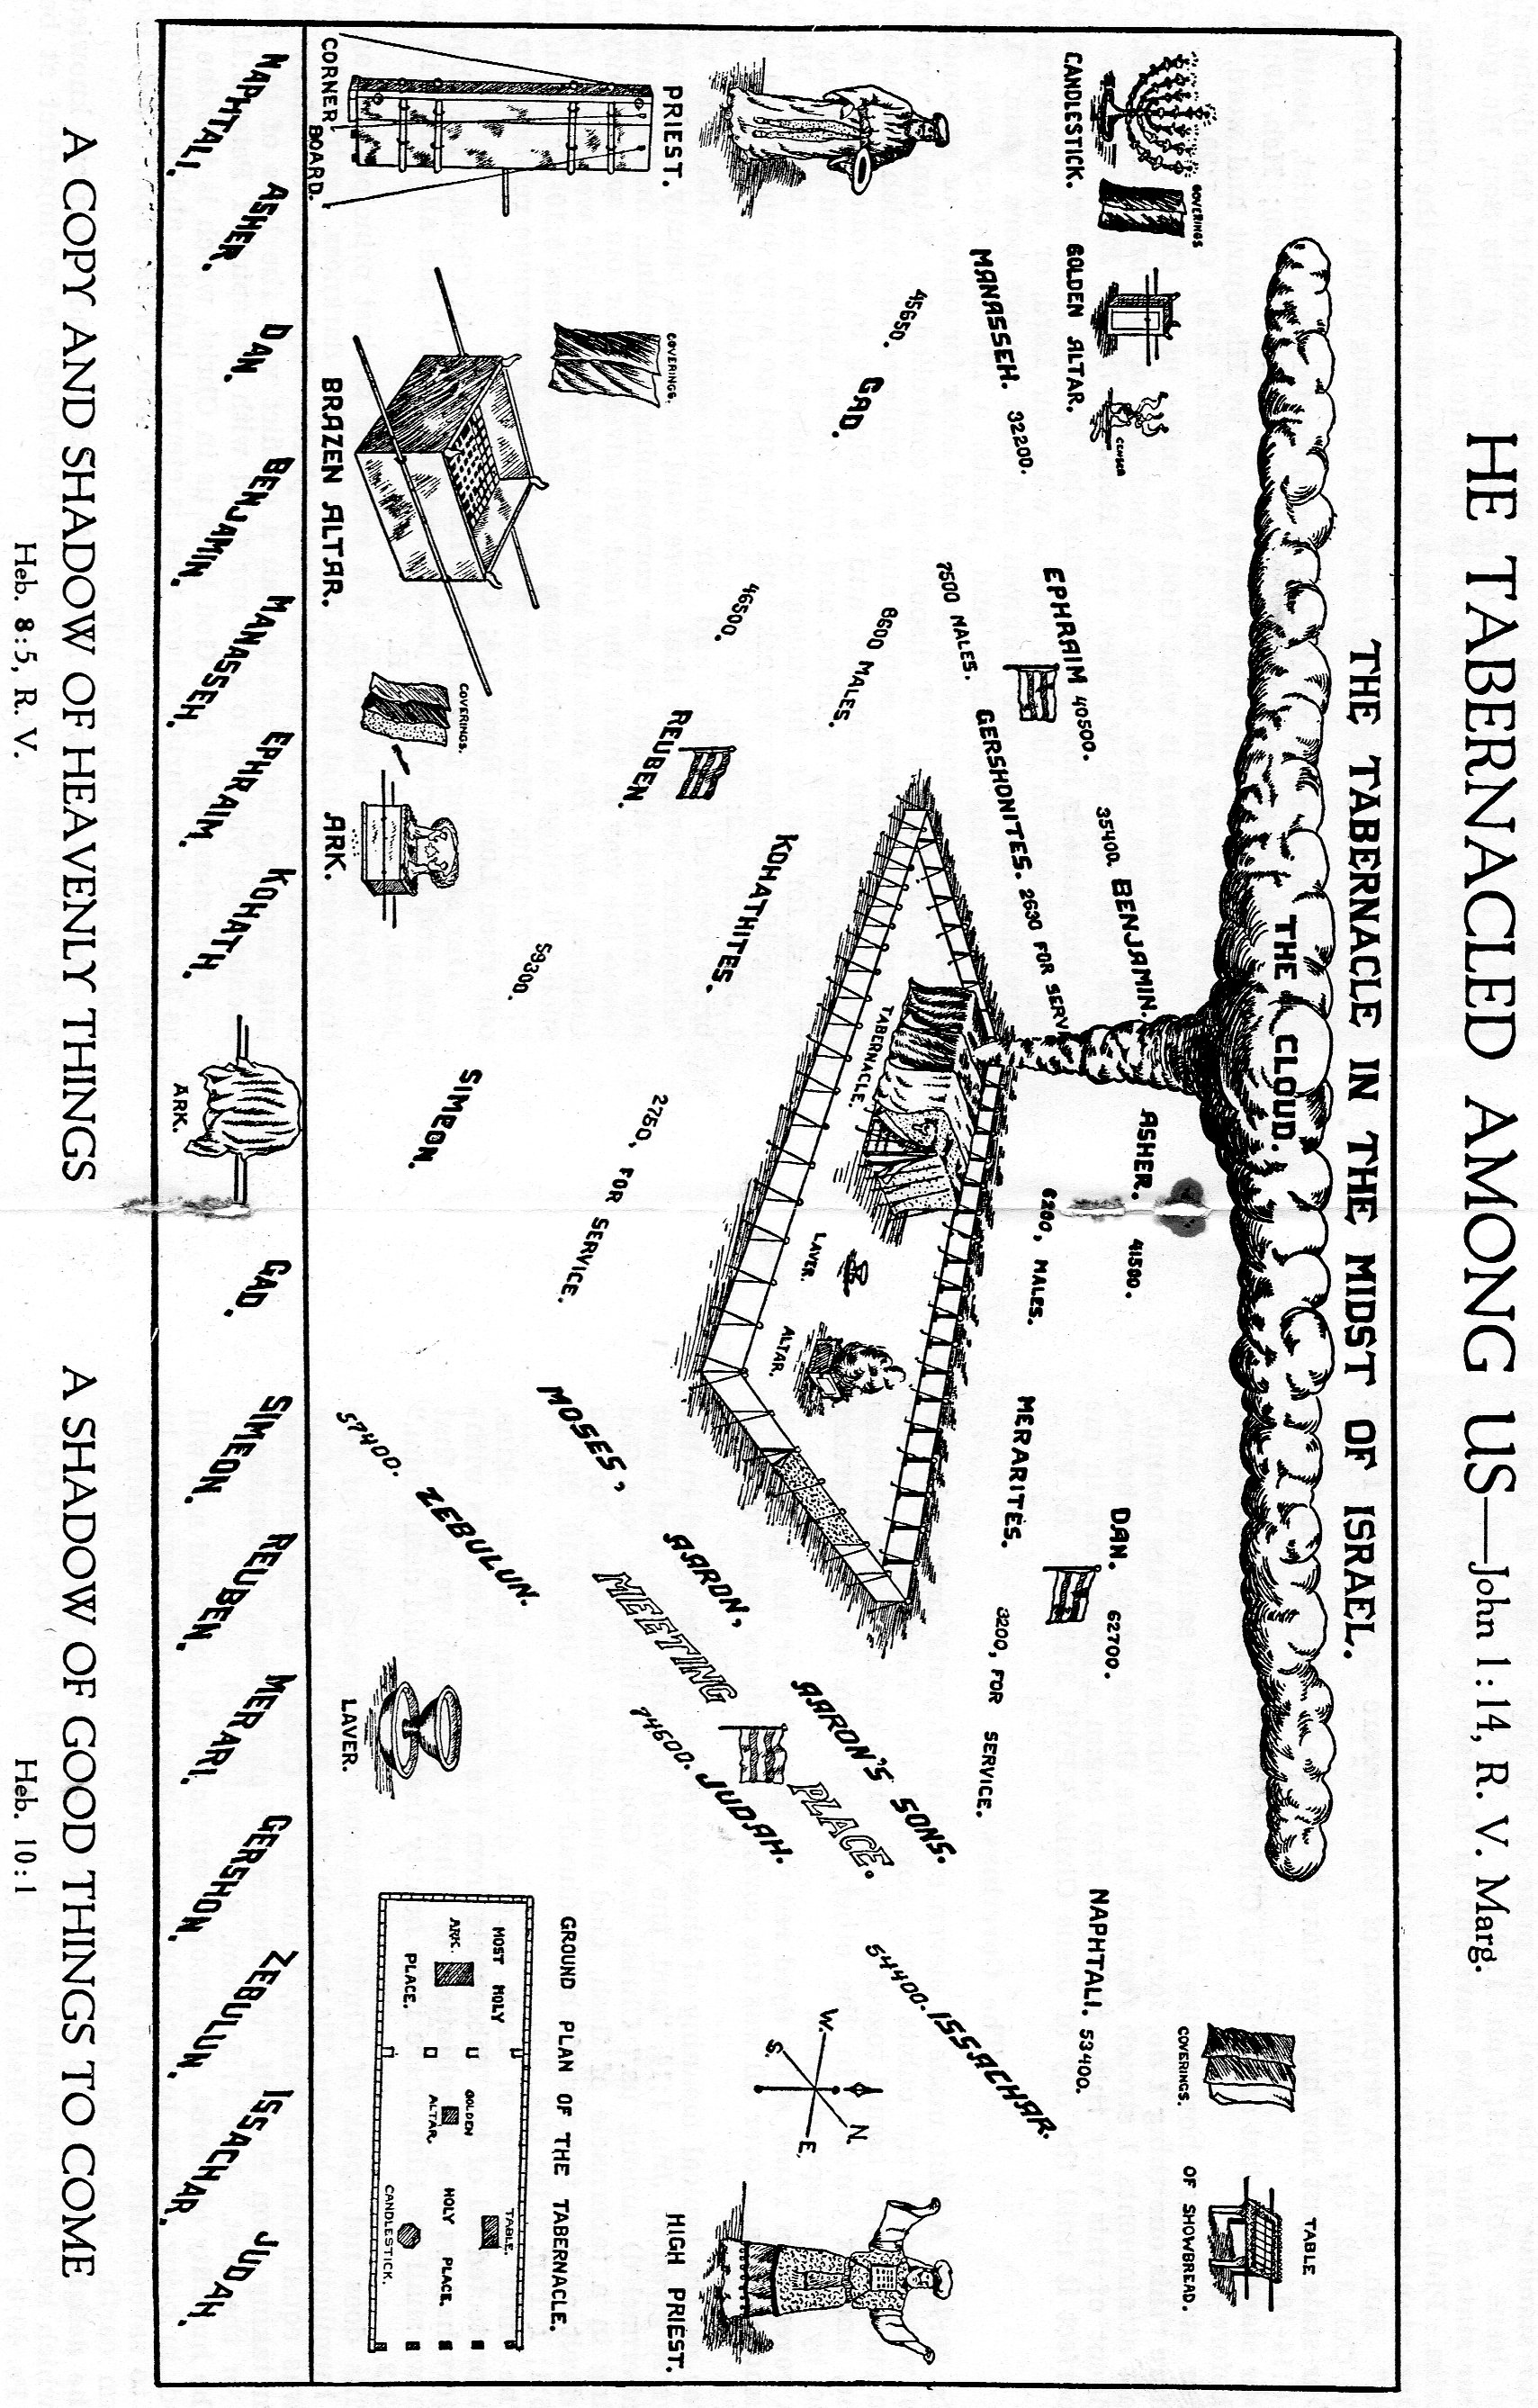 HE TABERNACLED AMONG US—John 1:14, R. V. Marg.
THE TABERNACLE IN THE MIDST OF ISRAEL.
THE CLOUD.
CANDLESTICK.
COVERINGS
GOLDEN ALTAR.
CENSER
COVERINGS.
TABLE
OF SHOWBREAD.
MANASSEH. 32200.
EPHRAIM 40500.
35400. BENJAMIN.
ASHER. 41500.
DAN. 62700.
NAPHTALI. 53400.
7500 MALES.
GERSHONITES. 2630 FOR SERVI
6200, MALES.
MERARITES. 3200, FOR SERVICE.
45650. GAD.
8600 MALES.
46500.
REUBEN.
KOHATHITES.
2750, FOR SERVICE.
59300.
SIMEON.
TABERNACLE.
LAVER.
ALTAR.
MOSES, AARON, AARON'S SONS.
MEETING PLACE.
57400. ZEBULUN.
74600. JUDAH.
54400. ISSACHAR.
W. N.
S. E.
PRIEST.
HIGH PRIEST.
CORNER BOARD.
COVERINGS.
BRAZEN ALTAR.
COVERINGS.
ARK.
LAVER.
GROUND PLAN OF THE TABERNACLE.
MOST HOLY
ARK.
PLACE.
GOLDEN
ALTAR.
TABLE.
HOLY PLACE.
CANDLESTICK.
NAPHTALI. ASHER. DAN. BENJAMIN. MANASSEH. EPHRAIM. KOHATH. ARK. GAD. SIMEON. REUBEN. MERARI. GERSHON. ZEBULUN. ISSACHAR. JUDAH.
A COPY AND SHADOW OF HEAVENLY THINGS
Heb. 8:5, R. V.
A SHADOW OF GOOD THINGS TO COME
Heb. 10:1